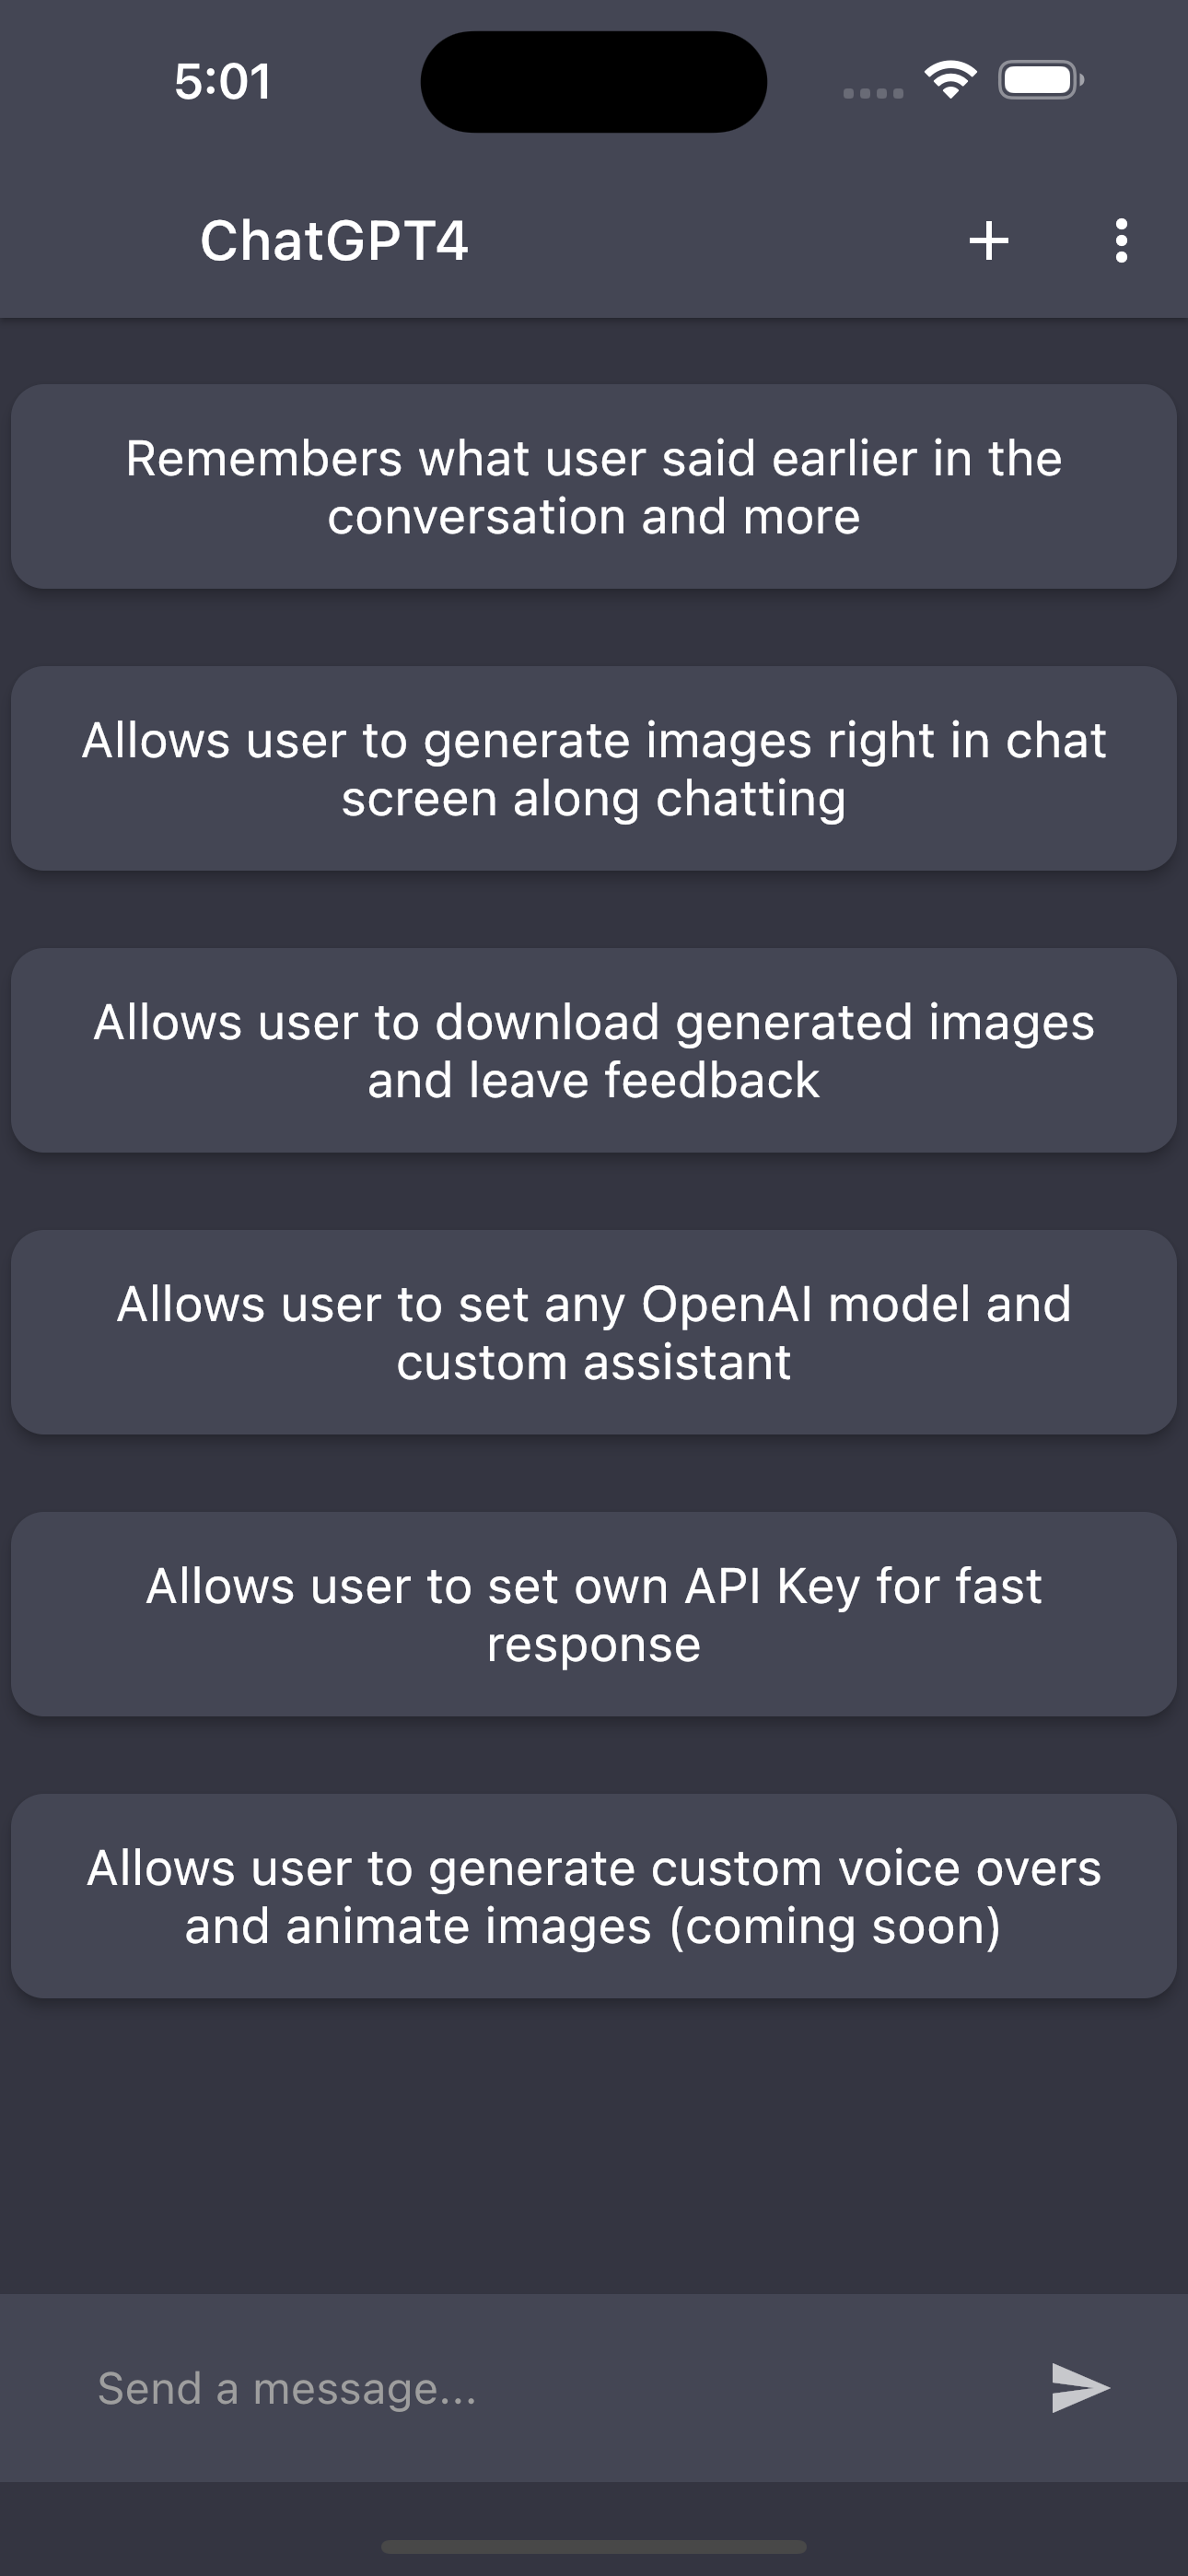 5:01
ChatGPT4
Remembers what user said earlier in the
conversation and more
Allows user to generate images right in chat
screen along chatting
Allows user to download generated images
and leave feedback
Allows user to set any OpenAI model and
custom assistant
Allows user to set own API Key for fast
response
Allows user to generate custom voice overs
and animate images (coming soon)
Send a message...